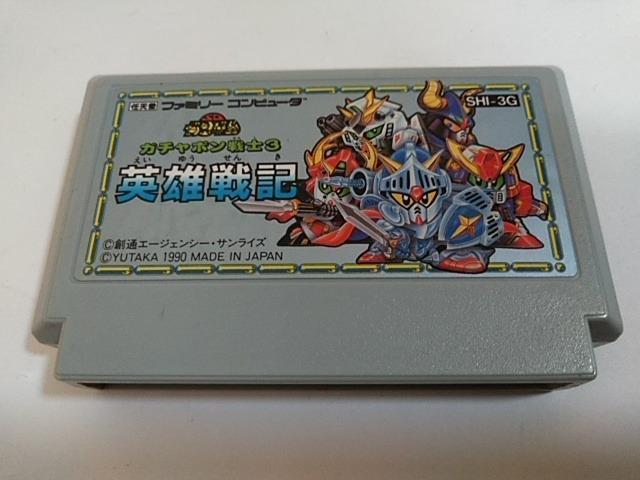 任天堂 ファミリー コンピュータ™
SHI-3G
ガチャポン戦士3
えい ゆう せん き
英雄戦記
©創通エージェンシー・サンライズ
©YUTAKA 1990 MADE IN JAPAN